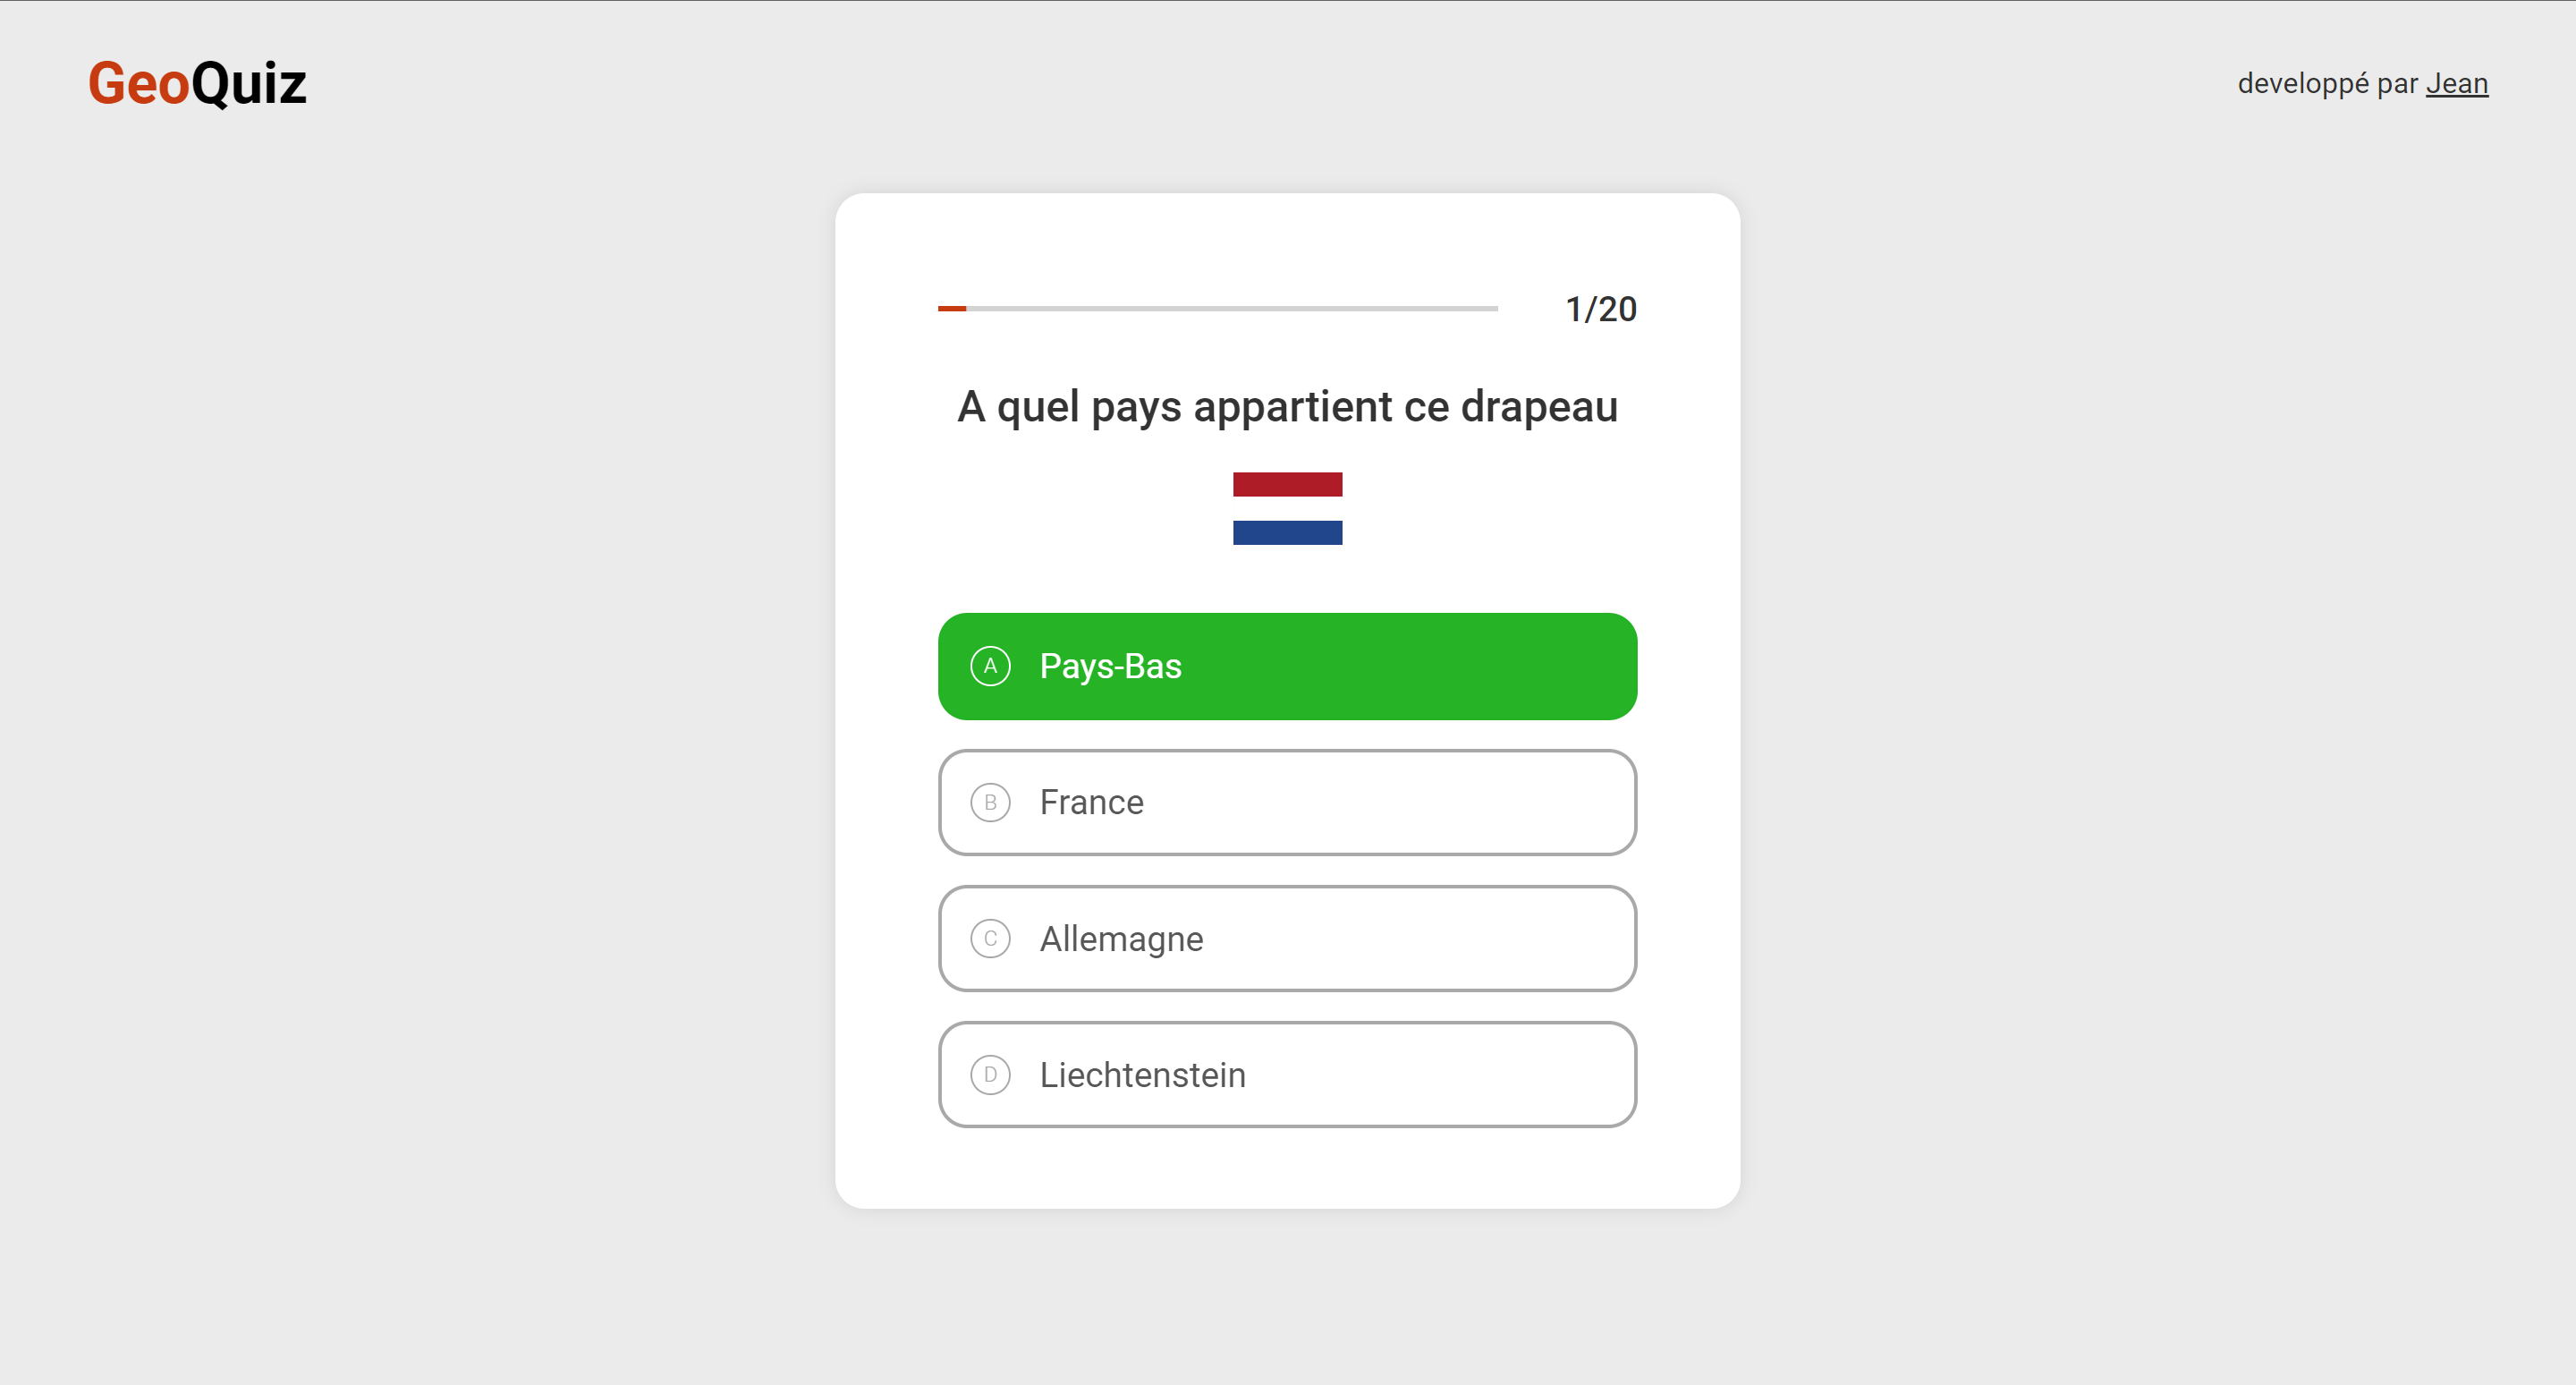 GeoQuiz
developpé par Jean
1/20
A quel pays appartient ce drapeau
A Pays-Bas
B France
C Allemagne
D Liechtenstein